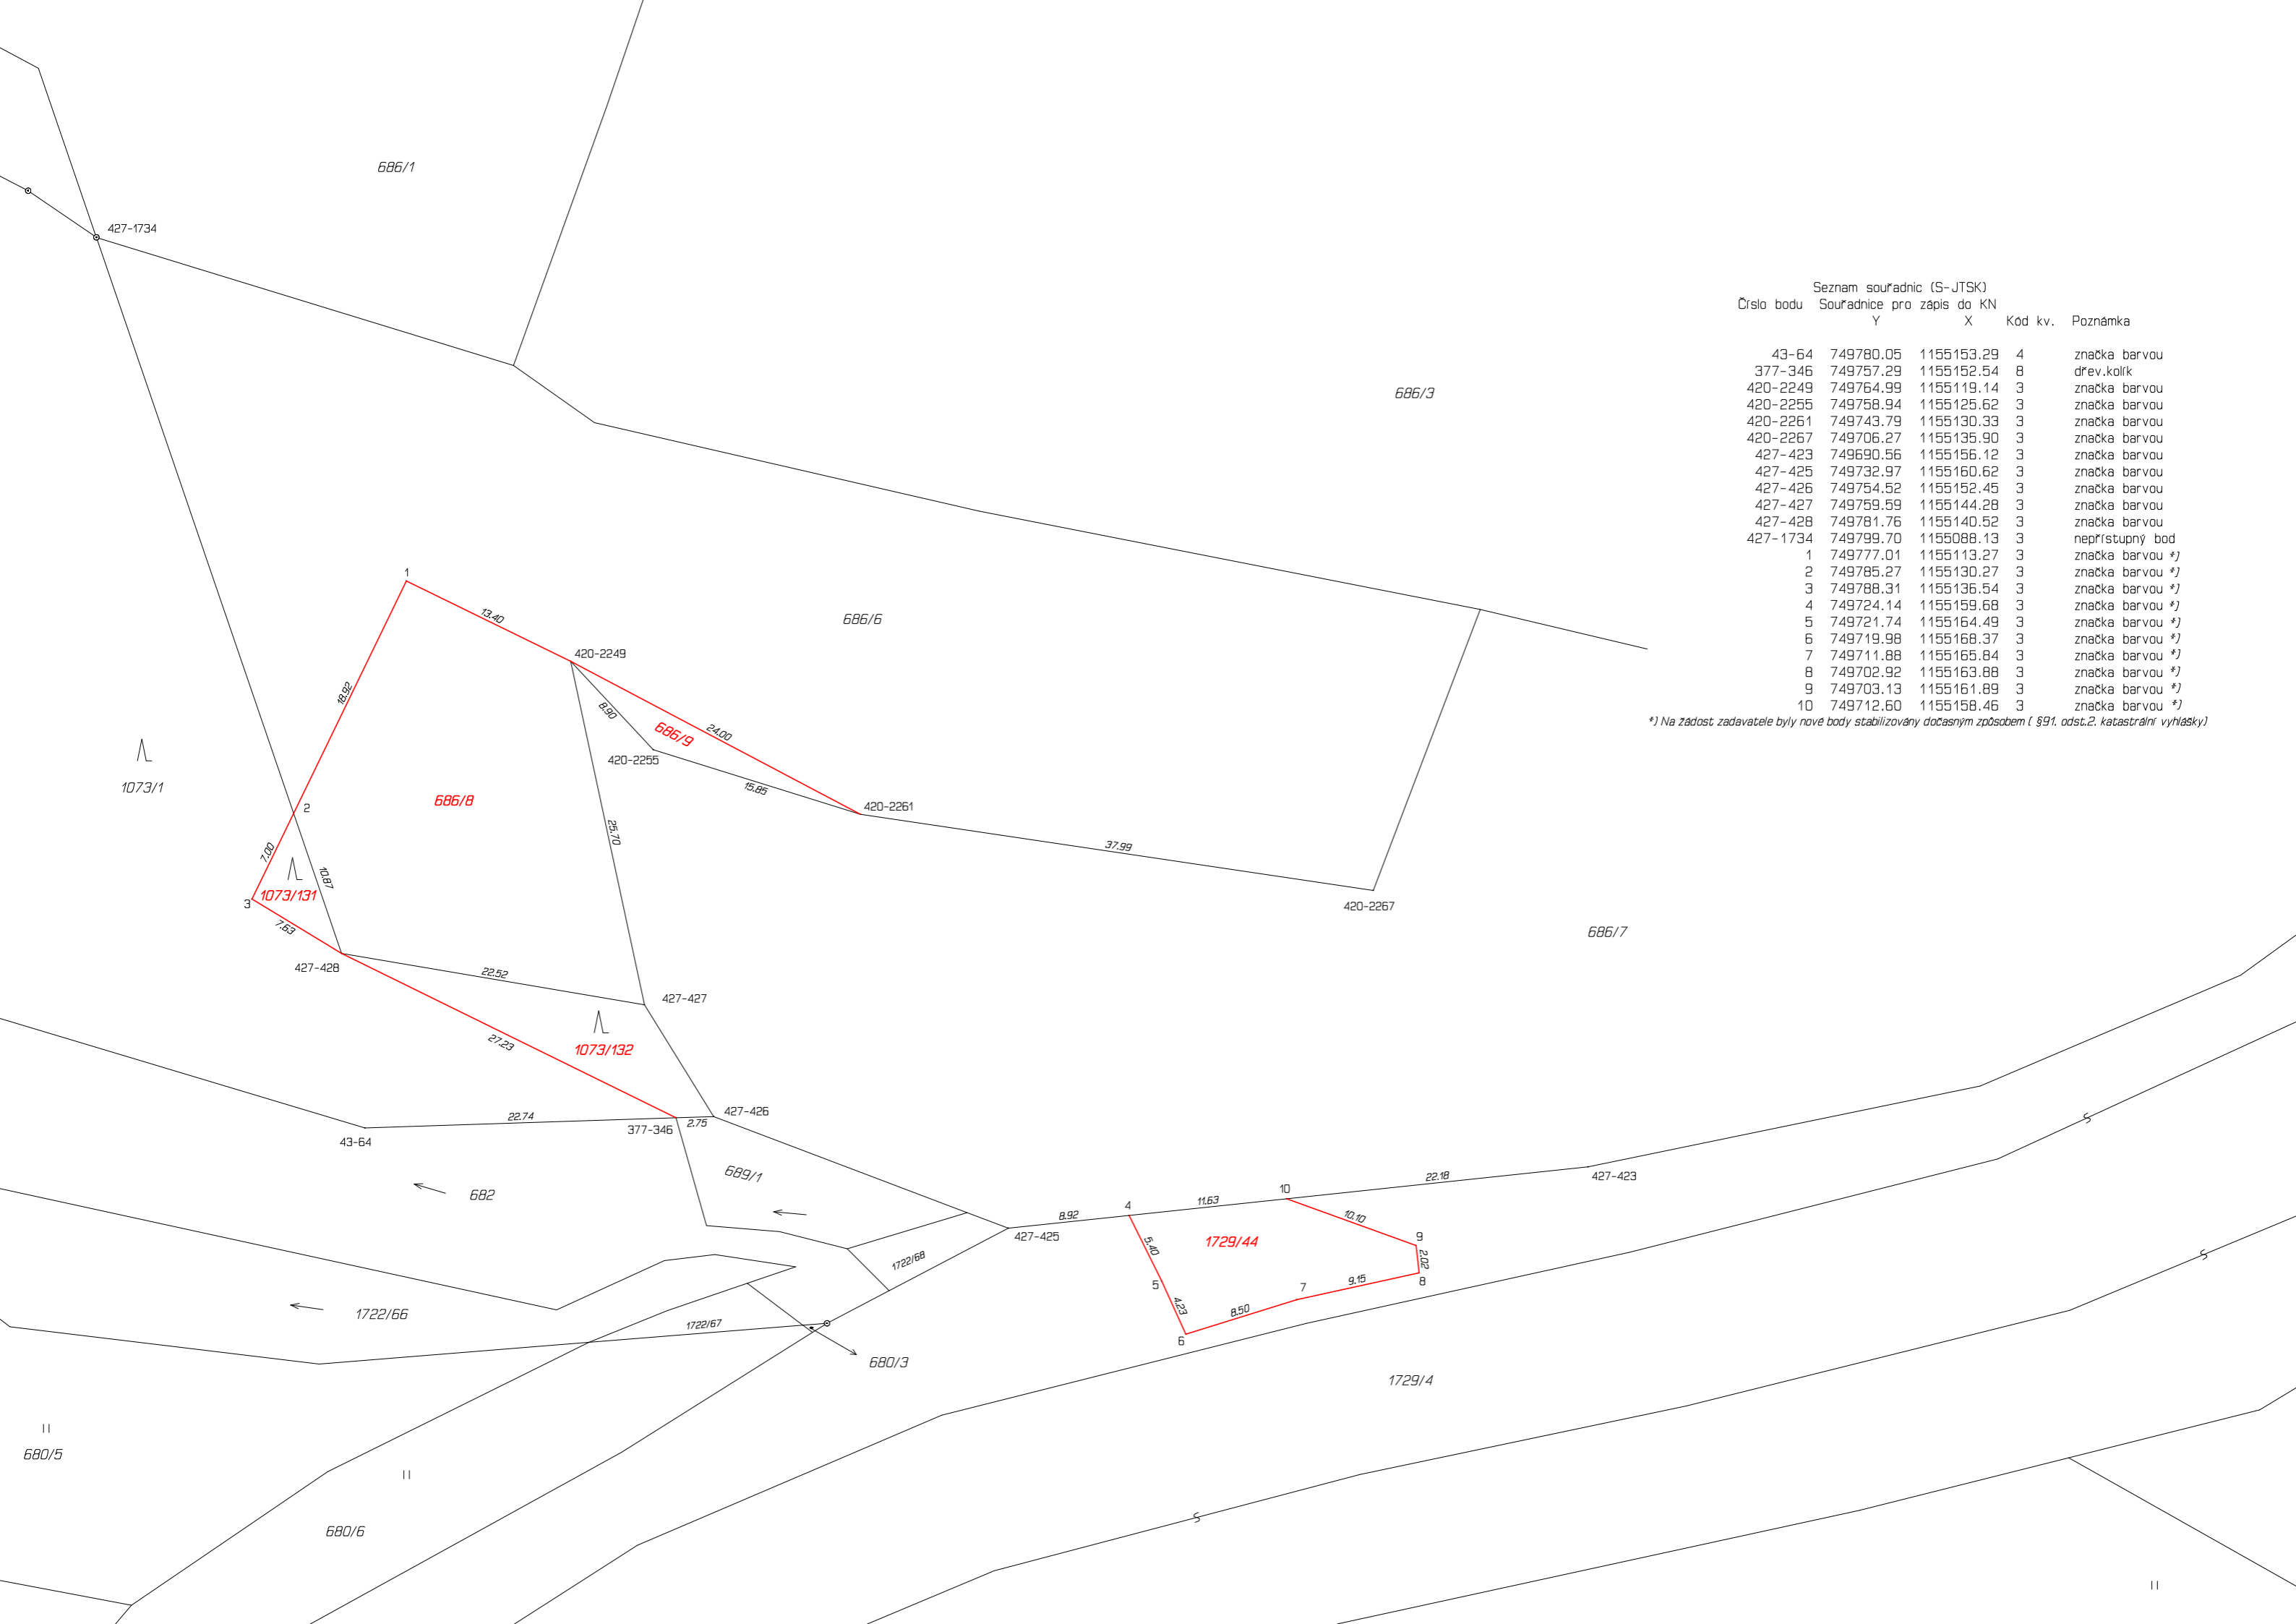 686/1
427-1734
Seznam souřadnic (S-JTSK)
Číslo bodu Souřadnice pro zápis do KN
Y X Kód kv. Poznámka
43-64 749780.05 1155153.29 4 značka barvou
377-346 749757.29 1155152.54 8 dřev.kolík
420-2249 749764.99 1155119.14 3 značka barvou
420-2255 749758.94 1155125.62 3 značka barvou
420-2261 749743.79 1155130.33 3 značka barvou
420-2267 749706.27 1155135.90 3 značka barvou
427-423 749690.56 1155156.12 3 značka barvou
427-425 749732.97 1155160.62 3 značka barvou
427-426 749754.52 1155152.45 3 značka barvou
427-427 749759.59 1155144.28 3 značka barvou
427-428 749781.76 1155140.52 3 značka barvou
427-1734 749799.70 1155088.13 3 nepřístupný bod
1 749777.01 1155113.27 3 značka barvou *)
2 749785.27 1155130.27 3 značka barvou *)
3 749788.31 1155136.54 3 značka barvou *)
4 749724.14 1155159.68 3 značka barvou *)
5 749721.74 1155164.49 3 značka barvou *)
6 749719.98 1155168.37 3 značka barvou *)
7 749711.88 1155165.84 3 značka barvou *)
8 749702.92 1155163.88 3 značka barvou *)
9 749703.13 1155161.89 3 značka barvou *)
10 749712.60 1155158.46 3 značka barvou *)
*) Na žádost zadavatele byly nové body stabilizovány dočasným způsobem ( §91. odst.2. katastrální vyhlášky)
686/3
1
13.40
686/6
420-2249
18.92
8.90
686/9
24.00
420-2255
15.85
1073/1
686/8
2
420-2261
25.70
37.99
7.00
10.87
1073/131
3
420-2267
7.63
686/7
427-428
22.52
427-427
27.23
1073/132
22.74
427-426
2.75
377-346
43-64
689/1
682
22.18
427-423
10
11.63
4
8.92
427-425
10.10
9
5.40
1729/44
2.02
1722/68
5
7
9.15
8
4.23
8.50
6
1722/66
1722/67
680/3
1729/4
680/5
680/6